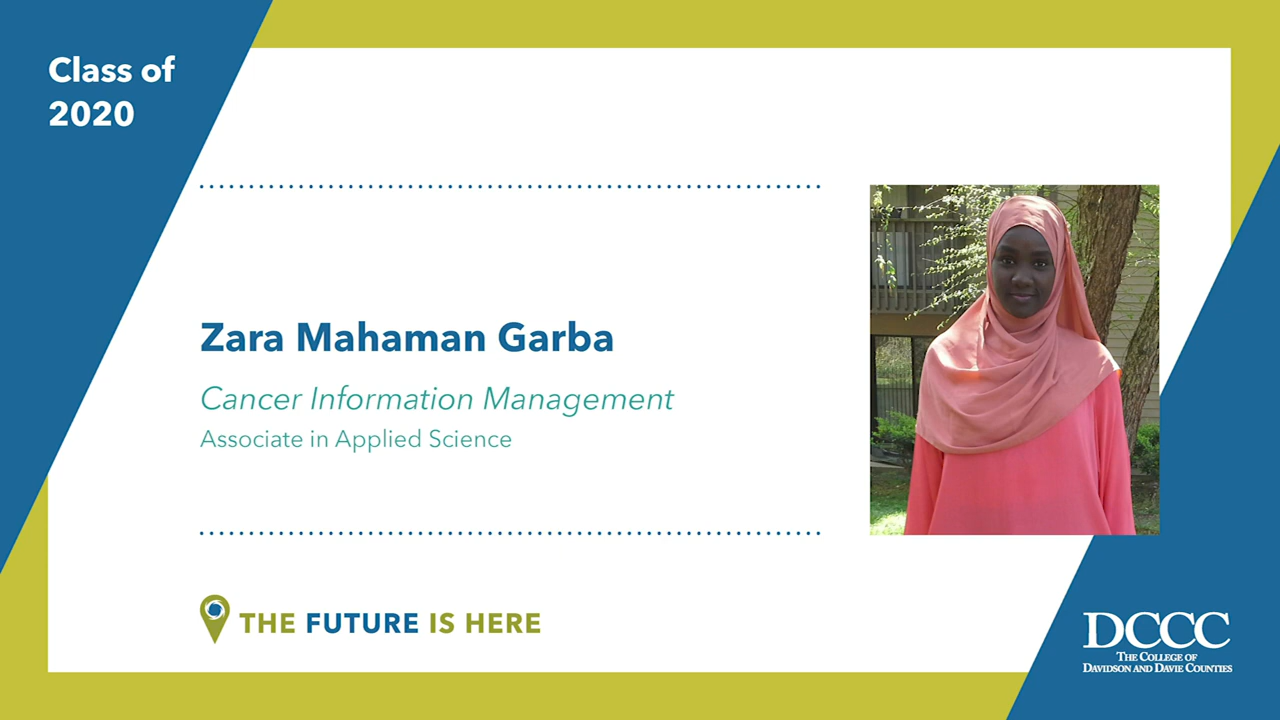 Class of
2020
Zara Mahaman Garba
Cancer Information Management
Associate in Applied Science
THE FUTURE IS HERE
DCCC
THE COLLEGE OF
DAVIDSON AND DAVIE COUNTIES